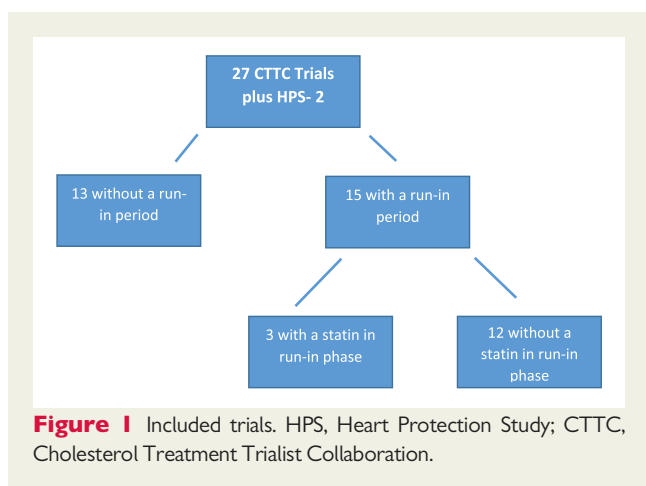 27 CTTC Trials
plus HPS- 2
13 without a run-
in period
15 with a run-in
period
3 with a statin in
run-in phase
12 without a
statin in run-in
phase
Figure 1 Included trials. HPS, Heart Protection Study; CTTC,
Cholesterol Treatment Trialist Collaboration.